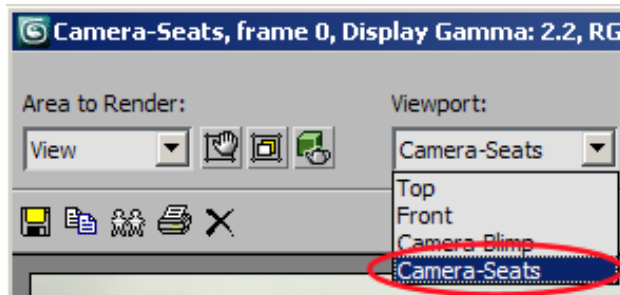 Camera-Seats, frame 0, Display Gamma: 2.2, RG
Area to Render:
Viewport:
View
Camera-Seats
Top
Front
Camera-Blimp
Camera-Seats